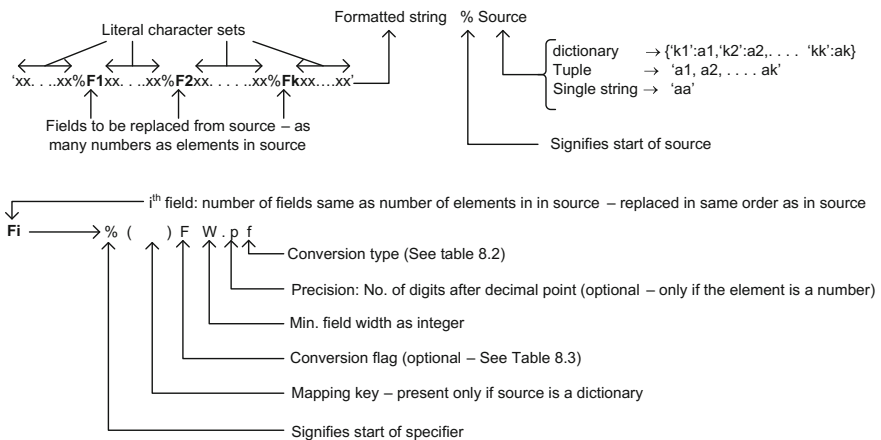 Formatted string % Source
Literal character sets
dictionary → {'k1':a1,'k2':a2,. . . . 'kk':ak}
Tuple → 'a1, a2, . . . . ak'
Single string → 'aa'
'xx. . ..xx%F1xx. . ..xx%F2xx. . . . ..xx%Fkxx....xx'
Fields to be replaced from source – as
many numbers as elements in source
Signifies start of source
ith field: number of fields same as number of elements in in source – replaced in same order as in source
Fi % ( ) F W . p f
Conversion type (See table 8.2)
Precision: No. of digits after decimal point (optional – only if the element is a number)
Min. field width as integer
Conversion flag (optional – See Table 8.3)
Mapping key – present only if source is a dictionary
Signifies start of specifier